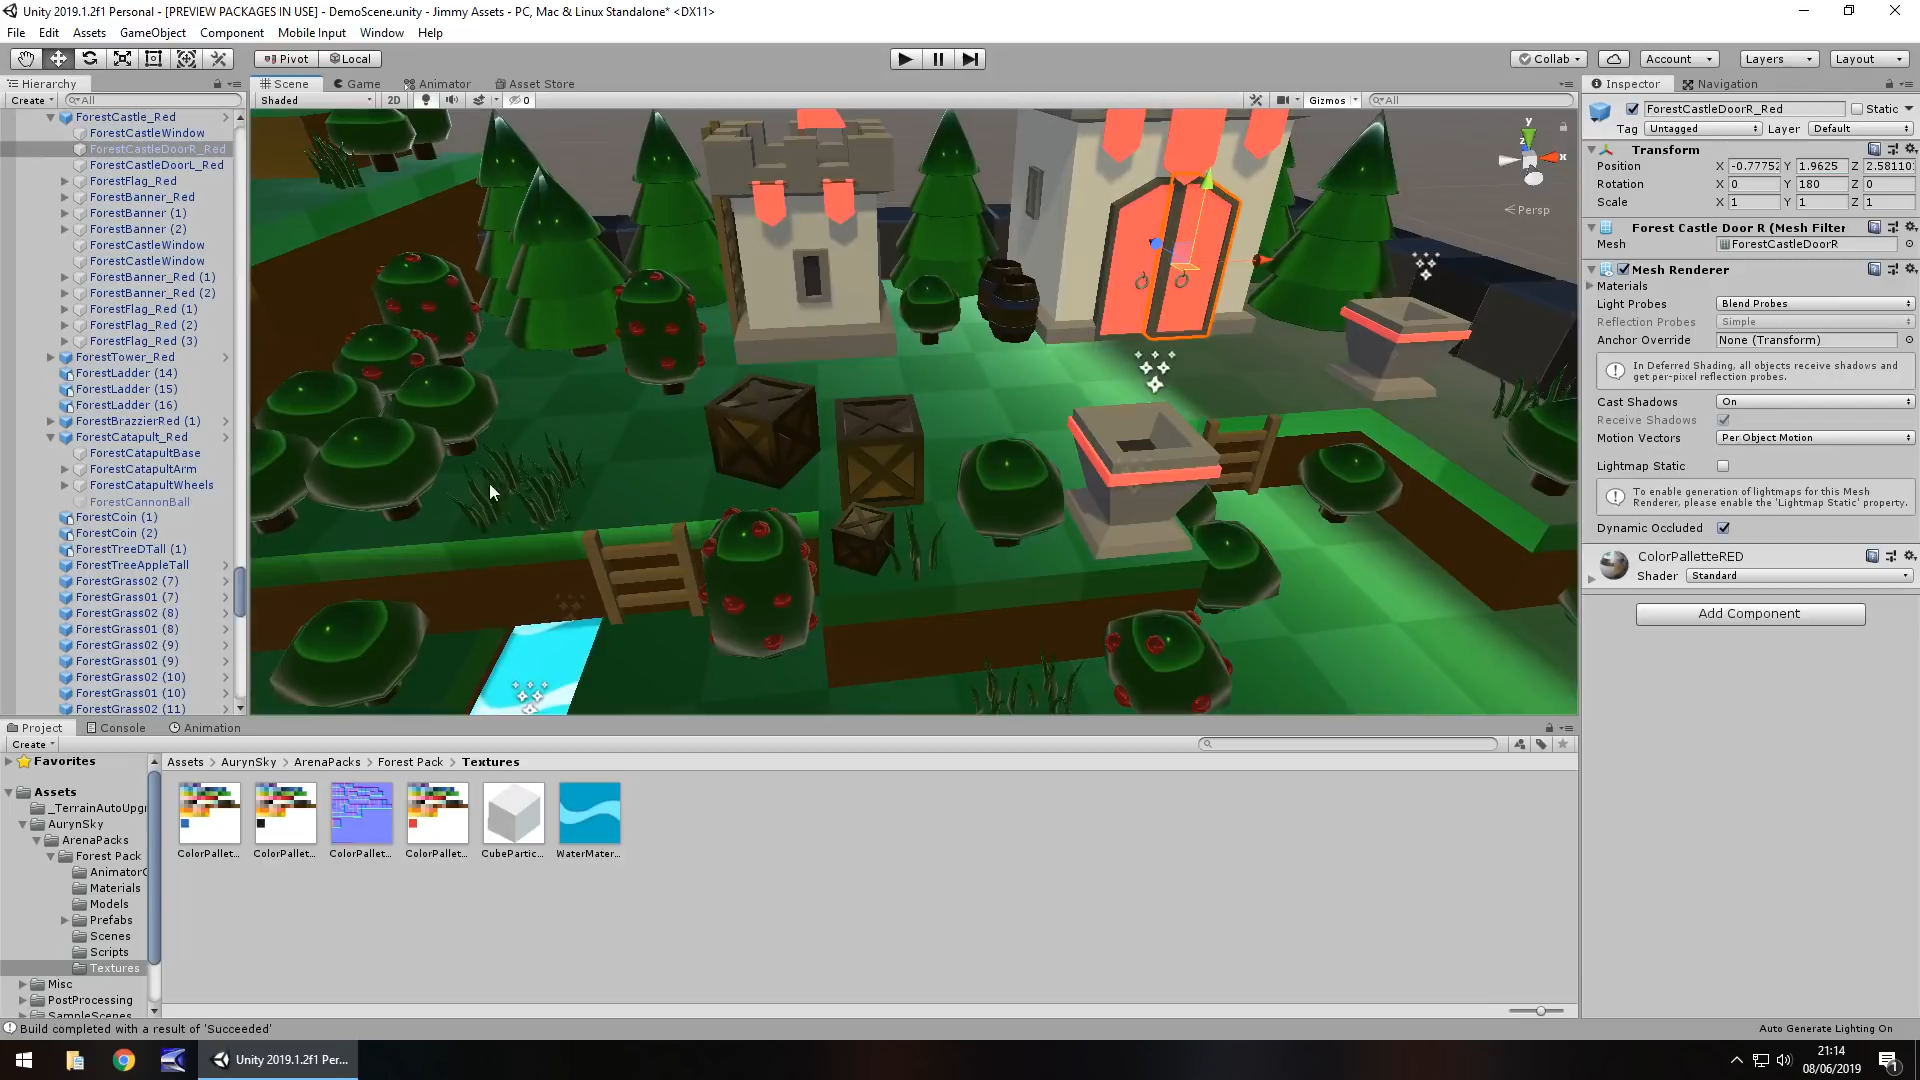 Unity 2019.1.2f1 Personal - [PREVIEW PACKAGES IN USE] - DemoScene.unity - Jimmy Assets - PC, Mac & Linux Standalone* <DX11>
File Edit Assets GameObject Component Mobile Input Window Help
Pivot Local Collab Account Layers Layout
Hierarchy
Create All
ForestCastle_Red
ForestCastleWindow
ForestCastleDoorR_Red
ForestCastleDoorL_Red
ForestFlag_Red
ForestBanner_Red
ForestBanner (1)
ForestBanner (2)
ForestCastleWindow
ForestCastleWindow
ForestBanner_Red (1)
ForestBanner_Red (2)
ForestFlag_Red (1)
ForestFlag_Red (2)
ForestFlag_Red (3)
ForestTower_Red
ForestLadder (14)
ForestLadder (15)
ForestLadder (16)
ForestBrazzierRed (1)
ForestCatapult_Red
ForestCatapultBase
ForestCatapultArm
ForestCatapultWheels
ForestCannonBall
ForestCoin (1)
ForestCoin (2)
ForestTreeDTall (1)
ForestTreeAppleTall
ForestGrass02 (7)
ForestGrass01 (7)
ForestGrass02 (8)
ForestGrass01 (8)
ForestGrass02 (9)
ForestGrass01 (9)
ForestGrass02 (10)
ForestGrass01 (10)
ForestGrass02 (11)
Scene Game Animator Asset Store
Shaded 2D 0 Gizmos All
y
z
x
Persp
Inspector Navigation
ForestCastleDoorR_Red Static
Tag Untagged Layer Default
Transform
Position X -0.77752 Y 1.9625 Z 2.58110
Rotation X 0 Y 180 Z 0
Scale X 1 Y 1 Z 1
Forest Castle Door R (Mesh Filter
Mesh ForestCastleDoorR
Mesh Renderer
Materials
Light Probes Blend Probes
Reflection Probes Simple
Anchor Override None (Transform)
In Deferred Shading, all objects receive shadows and
get per-pixel reflection probes.
Cast Shadows On
Receive Shadows
Motion Vectors Per Object Motion
Lightmap Static
To enable generation of lightmaps for this Mesh
Renderer, please enable the 'Lightmap Static' property.
Dynamic Occluded
ColorPalletteRED
Shader Standard
Add Component
Project Console Animation
Create
Favorites
Assets
_TerrainAutoUpgr
AurynSky
ArenaPacks
Forest Pack
AnimatorC
Materials
Models
Prefabs
Scenes
Scripts
Textures
Misc
PostProcessing
SampleScenes
Assets > AurynSky > ArenaPacks > Forest Pack > Textures
ColorPallet... ColorPallet... ColorPallet... ColorPallet... CubePartic... WaterMater...
Build completed with a result of 'Succeeded'
Auto Generate Lighting On
Unity 2019.1.2f1 Per...
21:14
08/06/2019
1